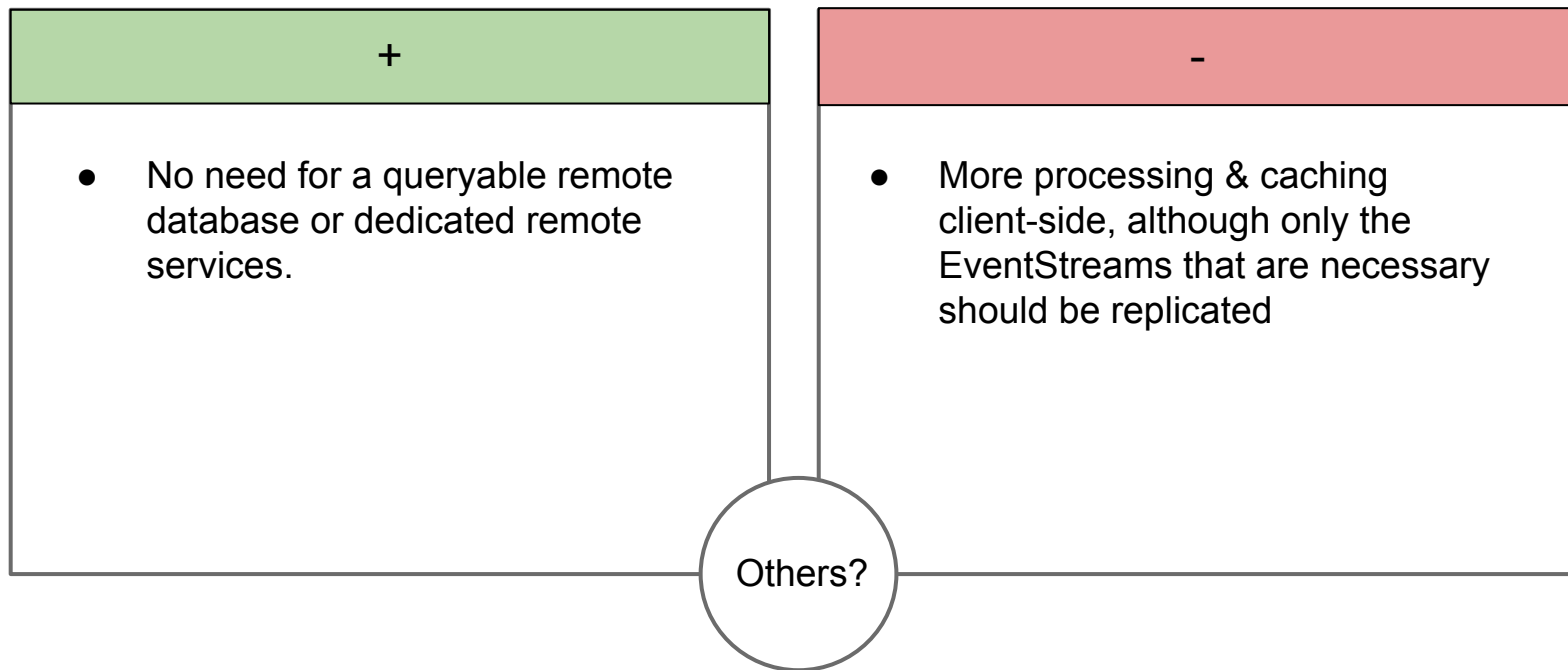 +
● No need for a queryable remote
database or dedicated remote
services.
-
● More processing & caching
client-side, although only the
EventStreams that are necessary
should be replicated
Others?